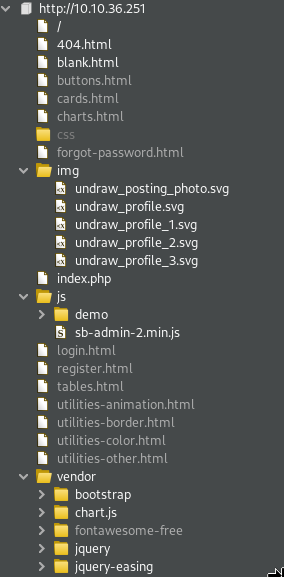 http://10.10.36.251
/
404.html
blank.html
buttons.html
cards.html
charts.html
css
forgot-password.html
img
undraw_posting_photo.svg
undraw_profile.svg
undraw_profile_1.svg
undraw_profile_2.svg
undraw_profile_3.svg
index.php
js
demo
sb-admin-2.min.js
login.html
register.html
tables.html
utilities-animation.html
utilities-border.html
utilities-color.html
utilities-other.html
vendor
bootstrap
chart.js
fontawesome-free
jquery
jquery-easing